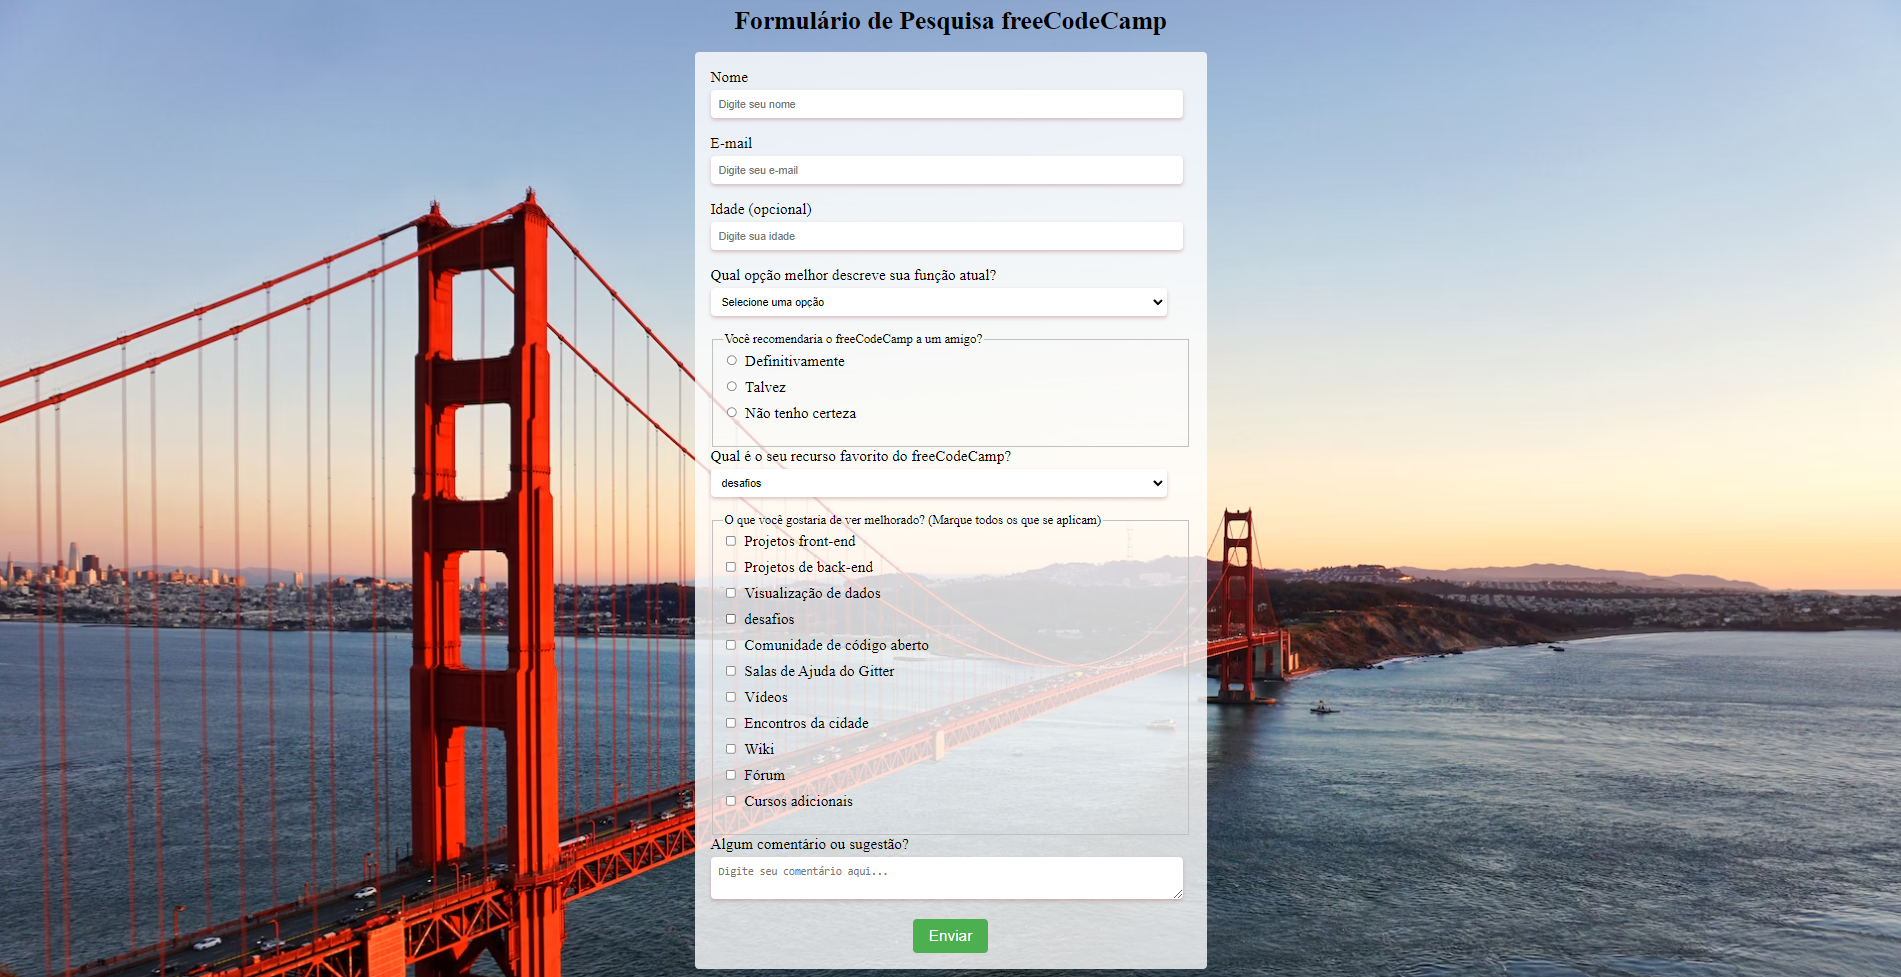 Formulário de Pesquisa freeCodeCamp
Nome
Digite seu nome
E-mail
Digite seu e-mail
Idade (opcional)
Digite sua idade
Qual opção melhor descreve sua função atual?
Selecione uma opção
Você recomendaria o freeCodeCamp a um amigo?
Definitivamente
Talvez
Não tenho certeza
Qual é o seu recurso favorito do freeCodeCamp?
desafios
O que você gostaria de ver melhorado? (Marque todos os que se aplicam)
Projetos front-end
Projetos de back-end
Visualização de dados
desafios
Comunidade de código aberto
Salas de Ajuda do Gitter
Vídeos
Encontros da cidade
Wiki
Fórum
Cursos adicionais
Algum comentário ou sugestão?
Digite seu comentário aqui...
Enviar